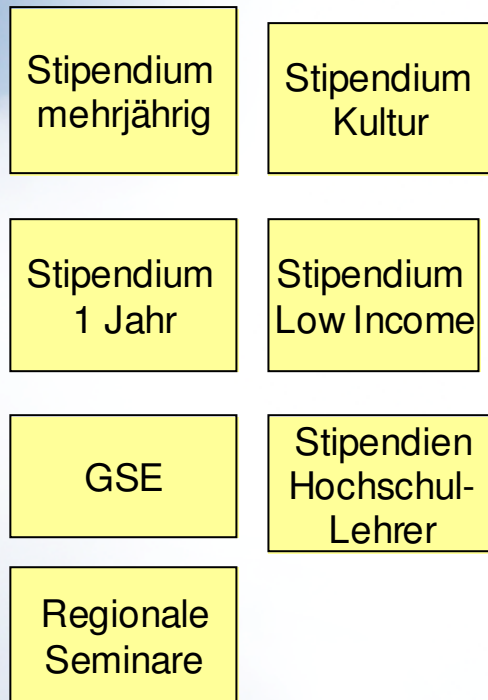 Stipendium
mehrjährig
Stipendium
Kultur
Stipendium
1 Jahr
Stipendium
Low Income
GSE
Stipendien
Hochschul-
Lehrer
Regionale
Seminare